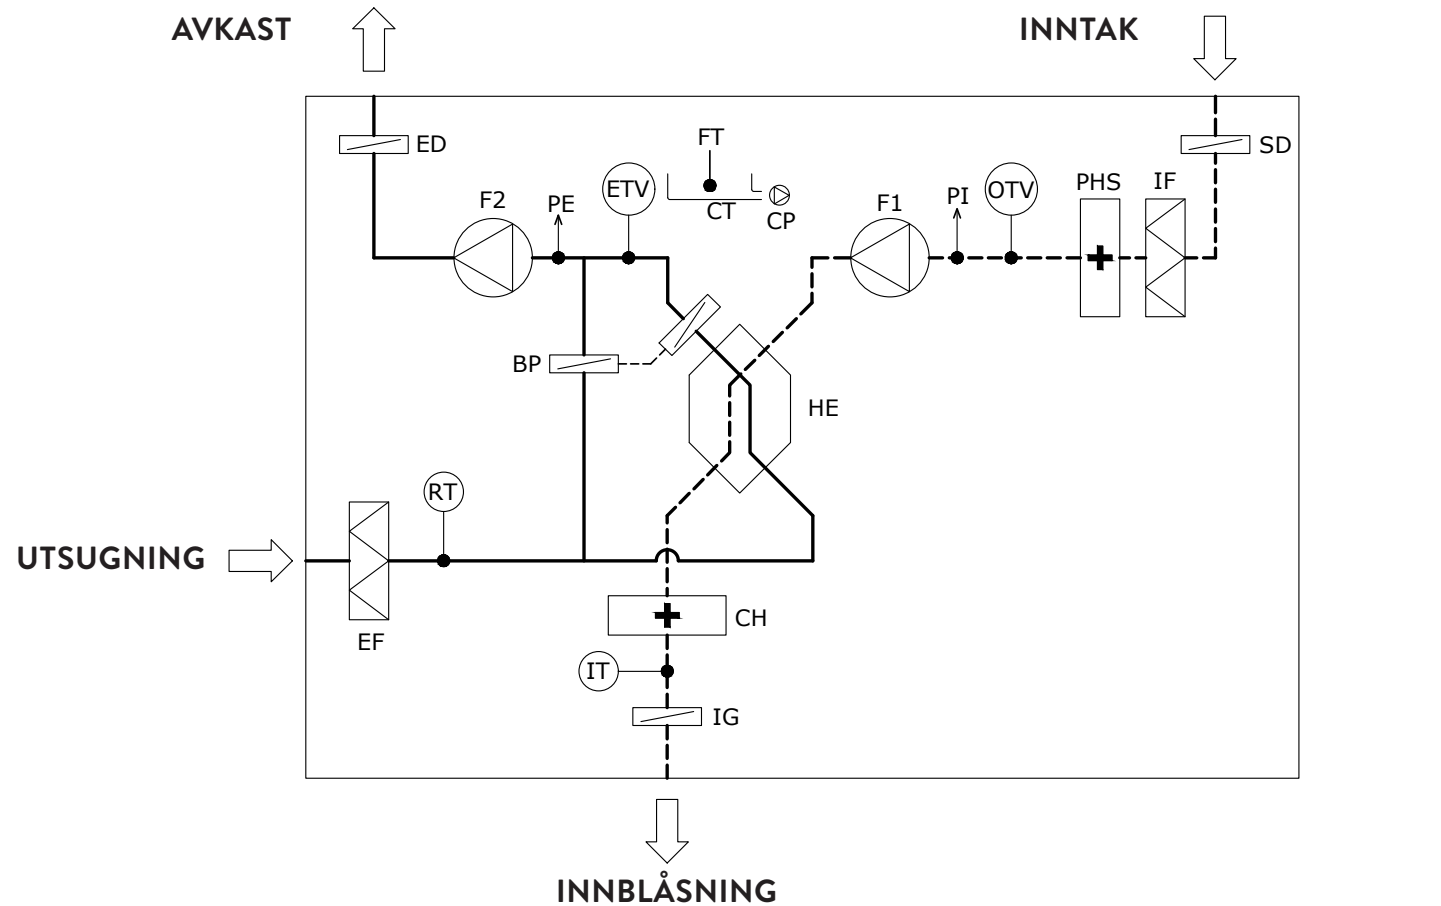 AVKAST
INNTAK
ED
FT
SD
F2
PE
ETV
CT
CP
F1
PI
OTV
PHS
IF
BP
HE
RT
UTSUGNING
EF
CH
IT
IG
INNBLÅSNING